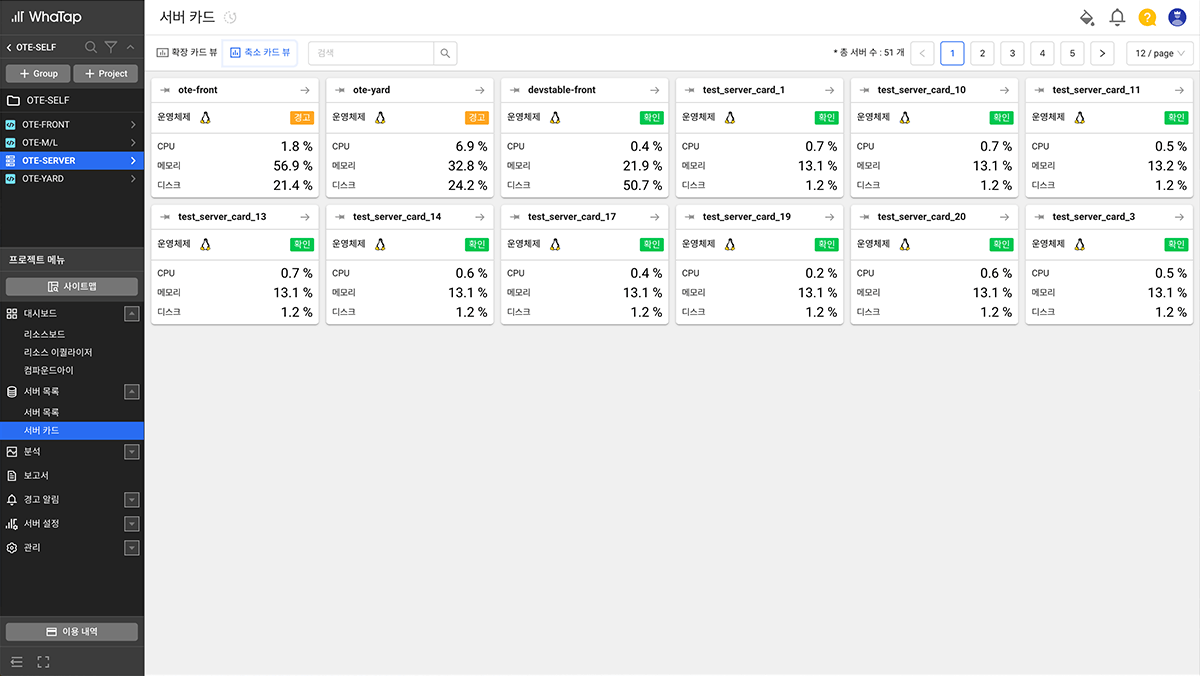 WhaTap
서버 카드
?
OTE-SELF
Group
Project
OTE-SELF
OTE-FRONT
OTE-M/L
OTE-SERVER
OTE-YARD
프로젝트 메뉴
사이트맵
대시보드
리소스보드
리소스 이퀄라이저
컴파운드아이
서버 목록
서버 목록
서버 카드
분석
보고서
경고 알림
서버 설정
관리
이용 내역
확장 카드 뷰
축소 카드 뷰
검색
* 총 서버 수 : 51 개
1
2
3
4
5
12 / page
ote-front
운영체제
경고
CPU 1.8 %
메모리 56.9 %
디스크 21.4 %
ote-yard
운영체제
경고
CPU 6.9 %
메모리 32.8 %
디스크 24.2 %
devstable-front
운영체제
확인
CPU 0.4 %
메모리 21.9 %
디스크 50.7 %
test_server_card_1
운영체제
확인
CPU 0.7 %
메모리 13.1 %
디스크 1.2 %
test_server_card_10
운영체제
확인
CPU 0.7 %
메모리 13.1 %
디스크 1.2 %
test_server_card_11
운영체제
확인
CPU 0.5 %
메모리 13.2 %
디스크 1.2 %
test_server_card_13
운영체제
확인
CPU 0.7 %
메모리 13.1 %
디스크 1.2 %
test_server_card_14
운영체제
확인
CPU 0.6 %
메모리 13.1 %
디스크 1.2 %
test_server_card_17
운영체제
확인
CPU 0.4 %
메모리 13.1 %
디스크 1.2 %
test_server_card_19
운영체제
확인
CPU 0.2 %
메모리 13.1 %
디스크 1.2 %
test_server_card_20
운영체제
확인
CPU 0.6 %
메모리 13.1 %
디스크 1.2 %
test_server_card_3
운영체제
확인
CPU 0.5 %
메모리 13.1 %
디스크 1.2 %